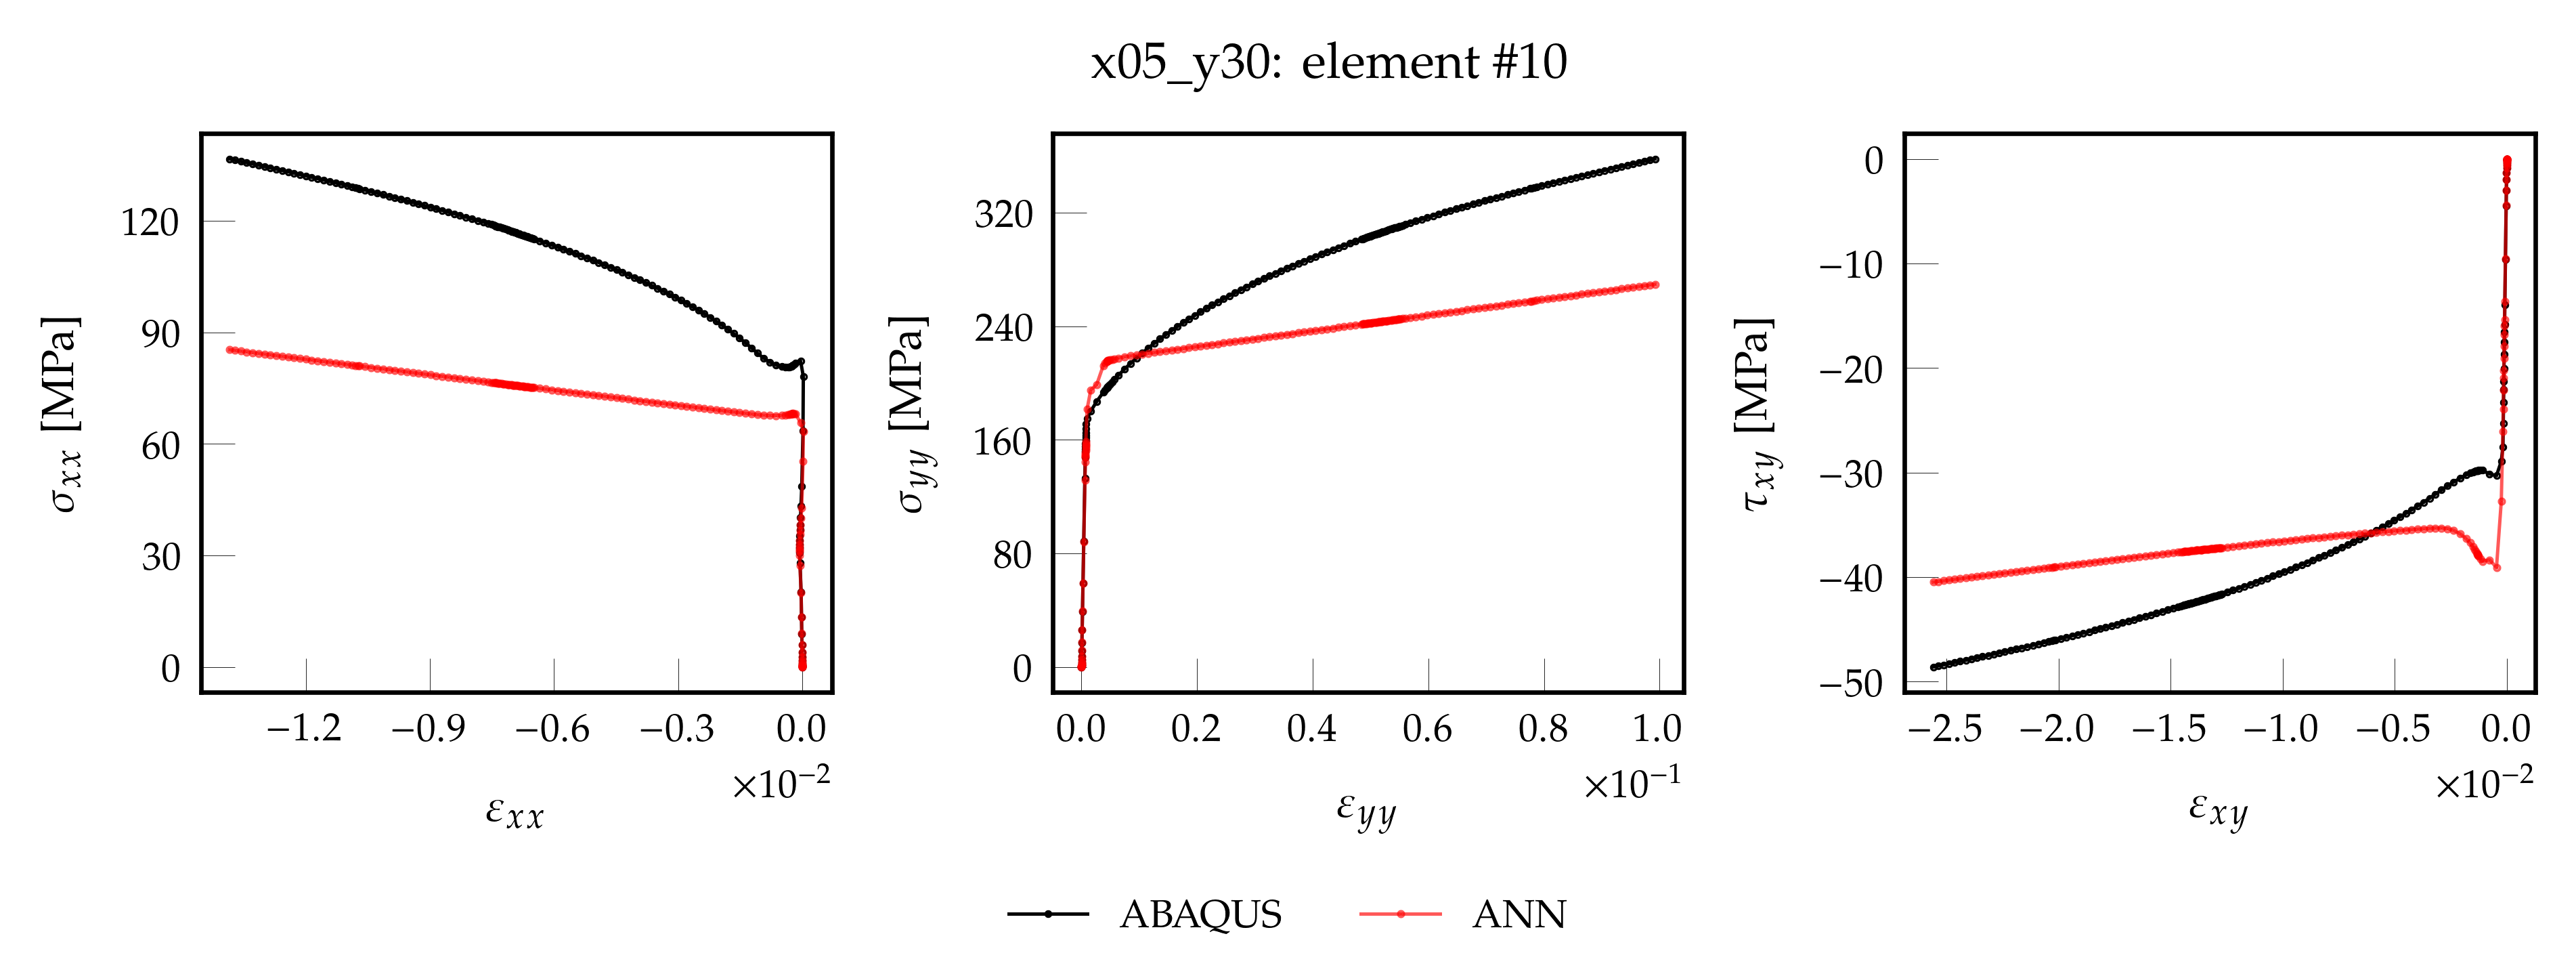 x05_y30: element #10
σxx [MPa]
120
90
60
30
0
−1.2 −0.9 −0.6 −0.3 0.0
×10−2
εxx
σyy [MPa]
320
240
160
80
0
0.0 0.2 0.4 0.6 0.8 1.0
×10−1
εyy
τxy [MPa]
0
−10
−20
−30
−40
−50
−2.5 −2.0 −1.5 −1.0 −0.5 0.0
×10−2
εxy
ABAQUS ANN